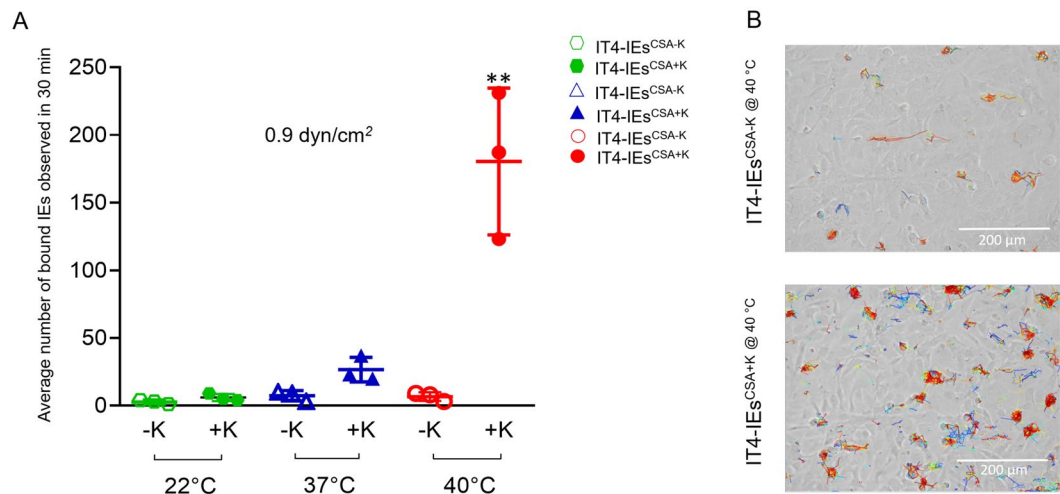 A
Average number of bound IEs observed in 30 min
250
200
150
100
50
0
0.9 dyn/cm²
**
-K +K -K +K -K +K
22°C 37°C 40°C
IT4-IEsCSA-K
IT4-IEsCSA+K
IT4-IEsCSA-K
IT4-IEsCSA+K
IT4-IEsCSA-K
IT4-IEsCSA+K
B
IT4-IEsCSA-K @ 40 °C
200 µm
IT4-IEsCSA+K @ 40 °C
200 µm